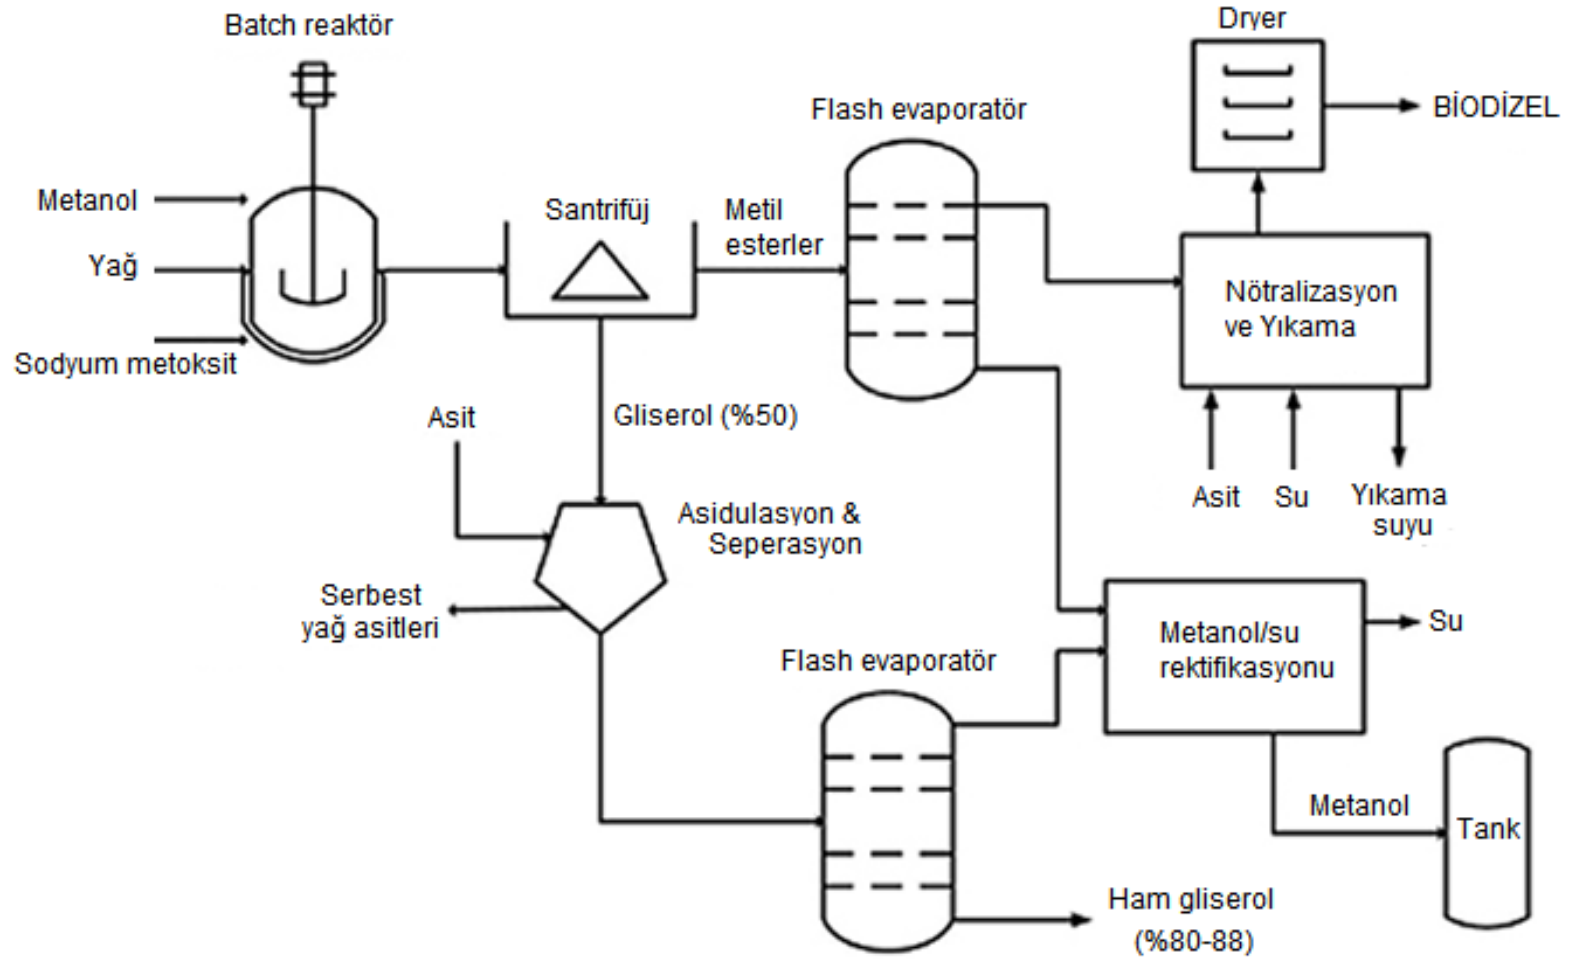 Batch reaktör
Dryer
Flash evaporatör
BİODİZEL
Metanol
Santrifüj
Metil
esterler
Yağ
Nötralizasyon
ve Yıkama
Sodyum metoksit
Asit
Gliserol (%50)
Asit
Su
Yıkama
suyu
Asidulasyon &
Seperasyon
Serbest
yağ asitleri
Metanol/su
rektifikasyonu
Su
Flash evaporatör
Metanol
Tank
Ham gliserol
(%80-88)